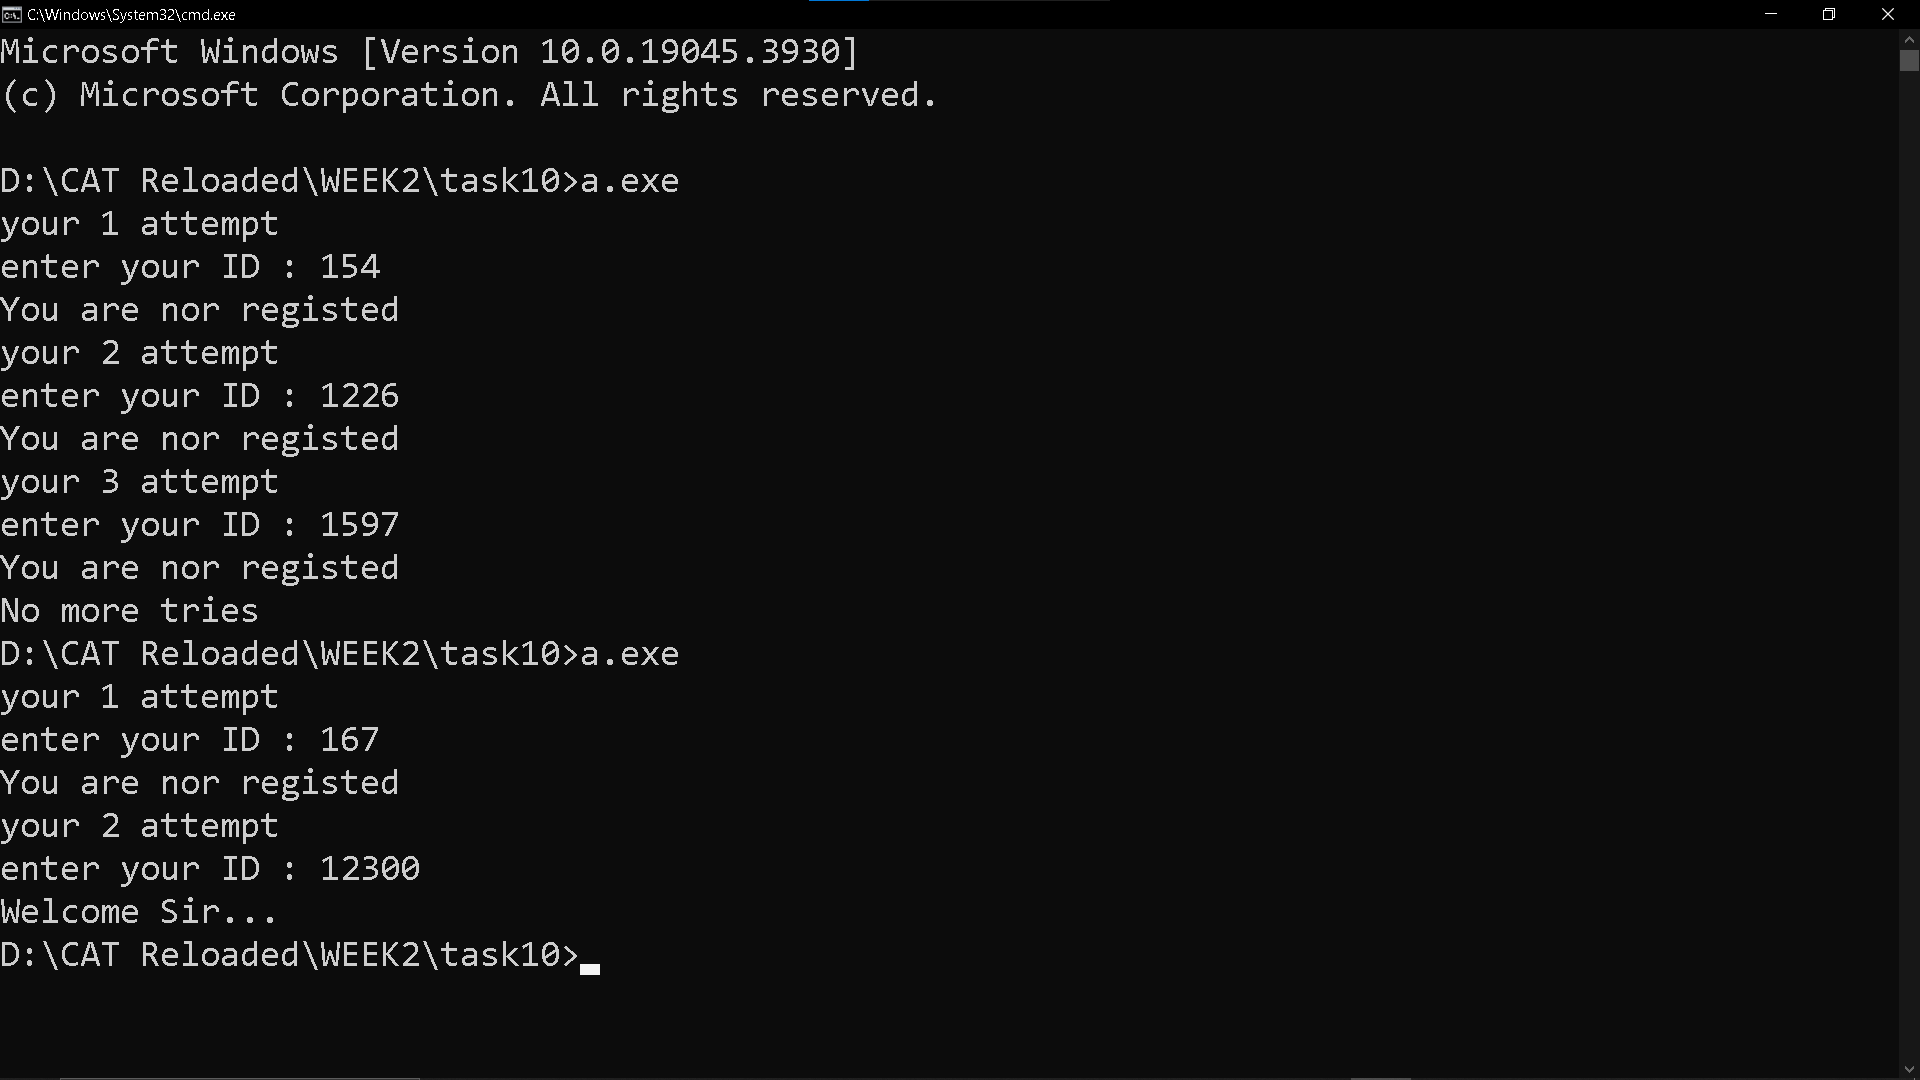 C:\Windows\System32\cmd.exe
Microsoft Windows [Version 10.0.19045.3930]
(c) Microsoft Corporation. All rights reserved.
D:\CAT Reloaded\WEEK2\task10>a.exe
your 1 attempt
enter your ID : 154
You are nor registed
your 2 attempt
enter your ID : 1226
You are nor registed
your 3 attempt
enter your ID : 1597
You are nor registed
No more tries
D:\CAT Reloaded\WEEK2\task10>a.exe
your 1 attempt
enter your ID : 167
You are nor registed
your 2 attempt
enter your ID : 12300
Welcome Sir...
D:\CAT Reloaded\WEEK2\task10>